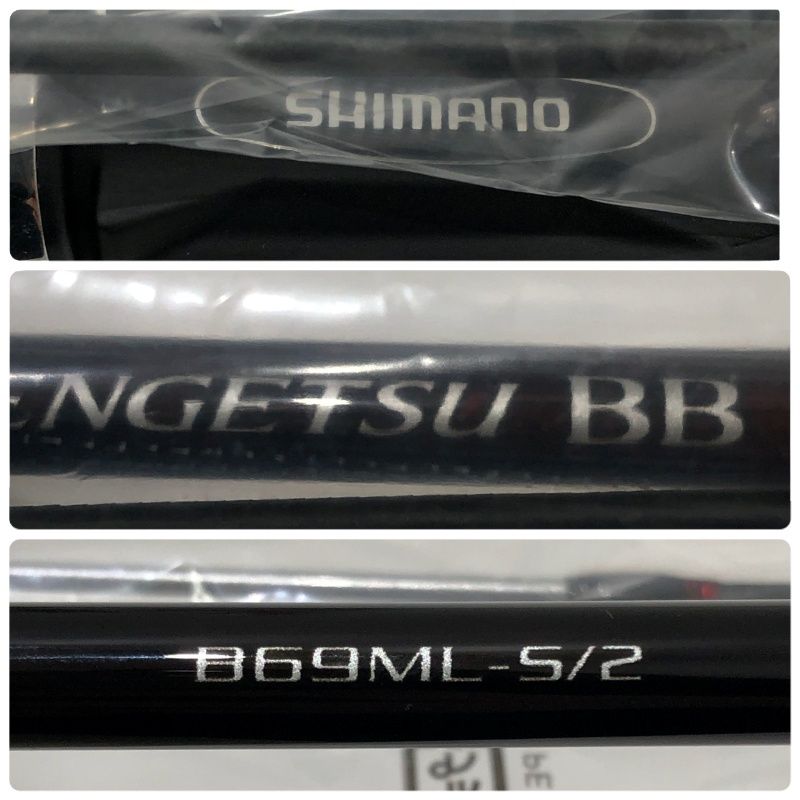 SHIMANO
ENGETSU BB
B69ML-S/2